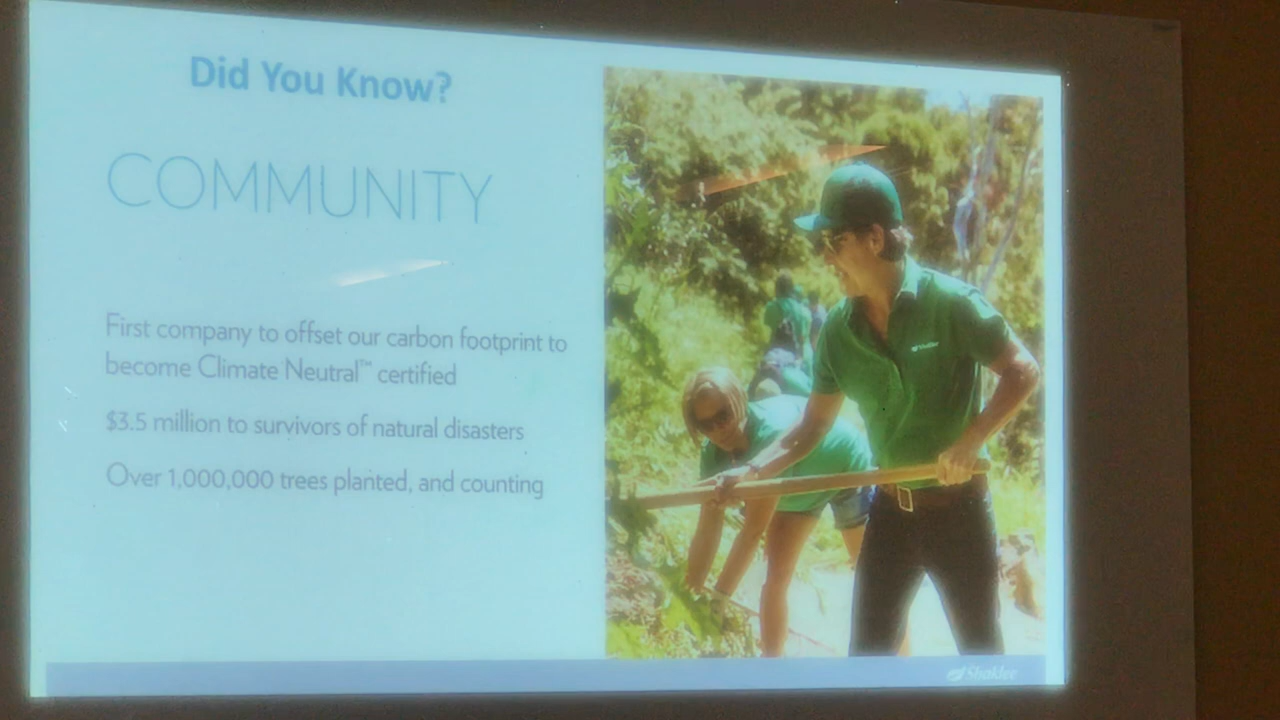 Did You Know?
COMMUNITY
First company to offset our carbon footprint to
become Climate Neutral™ certified
$3.5 million to survivors of natural disasters
Over 1,000,000 trees planted, and counting
Shaklee